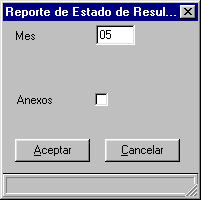 Reporte de Estado de Resul...
Mes 05
Anexos
Aceptar Cancelar